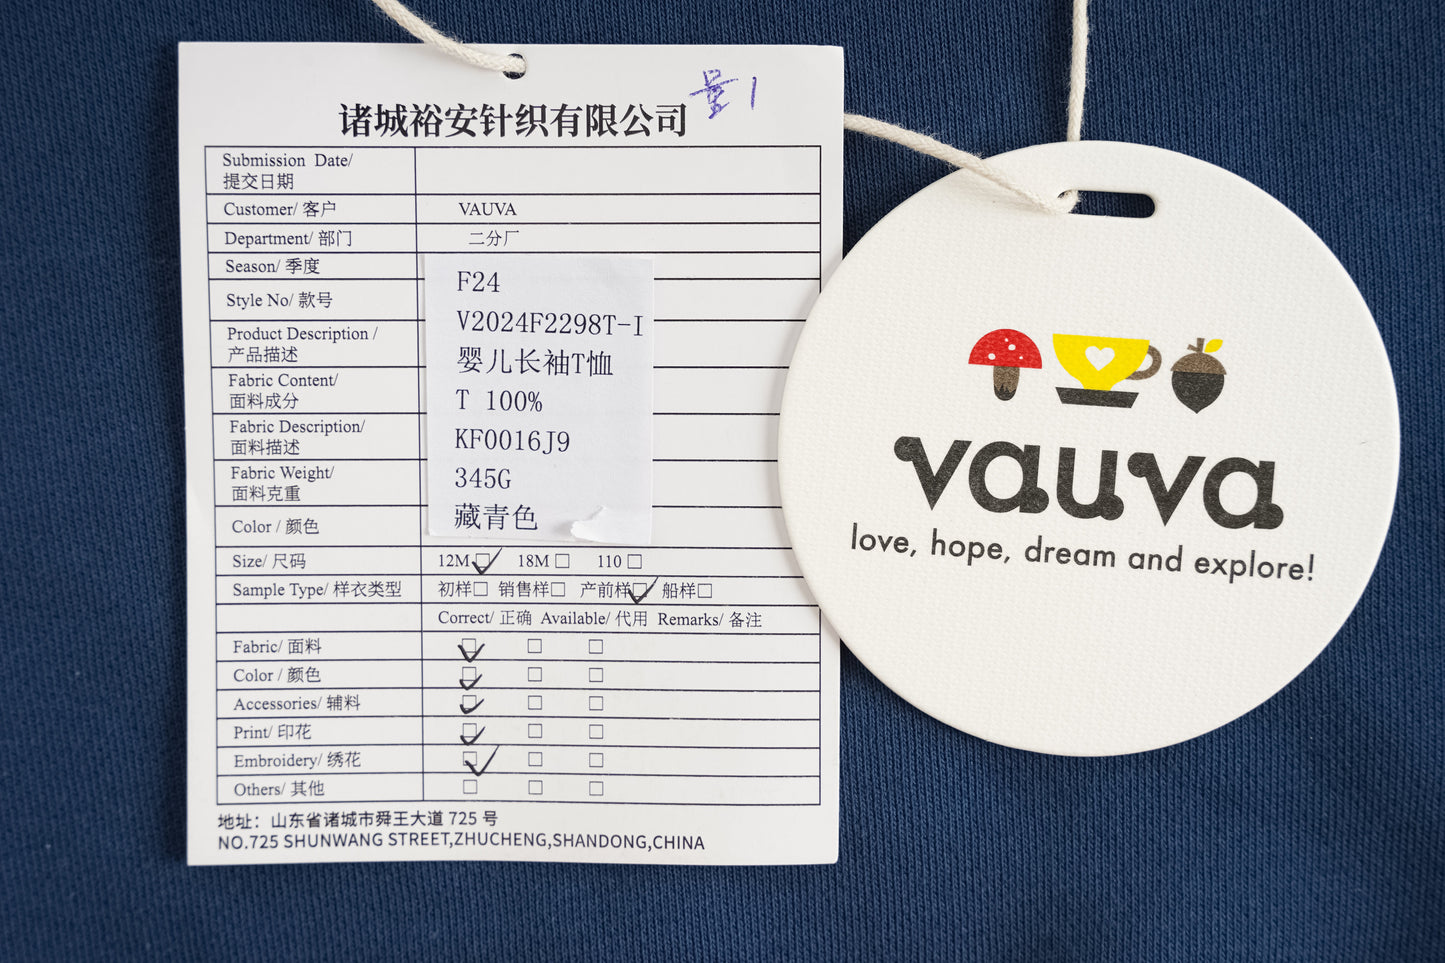 量1
诸城裕安针织有限公司
Submission Date/
提交日期
Customer/ 客户 VAUVA
Department/ 部门 二分厂
Season/ 季度 F24
Style No/ 款号 V2024F2298T-I
Product Description /
产品描述 婴儿长袖T恤
Fabric Content/
面料成分 T 100%
Fabric Description/
面料描述 KF0016J9
Fabric Weight/
面料克重 345G
Color / 颜色 藏青色
Size/ 尺码 12M☑ 18M□ 110□
Sample Type/ 样衣类型 初样□ 销售样□ 产前样☑ 船样□
Correct/ 正确 Available/ 代用 Remarks/ 备注
Fabric/ 面料 ☑ □ □
Color / 颜色 ☑ □ □
Accessories/ 辅料 ☑ □ □
Print/ 印花 ☑ □ □
Embroidery/ 绣花 ☑ □ □
Others/ 其他 □ □ □
地址：山东省诸城市舜王大道 725 号
NO.725 SHUNWANG STREET,ZHUCHENG,SHANDONG,CHINA
vauva
love, hope, dream and explore!